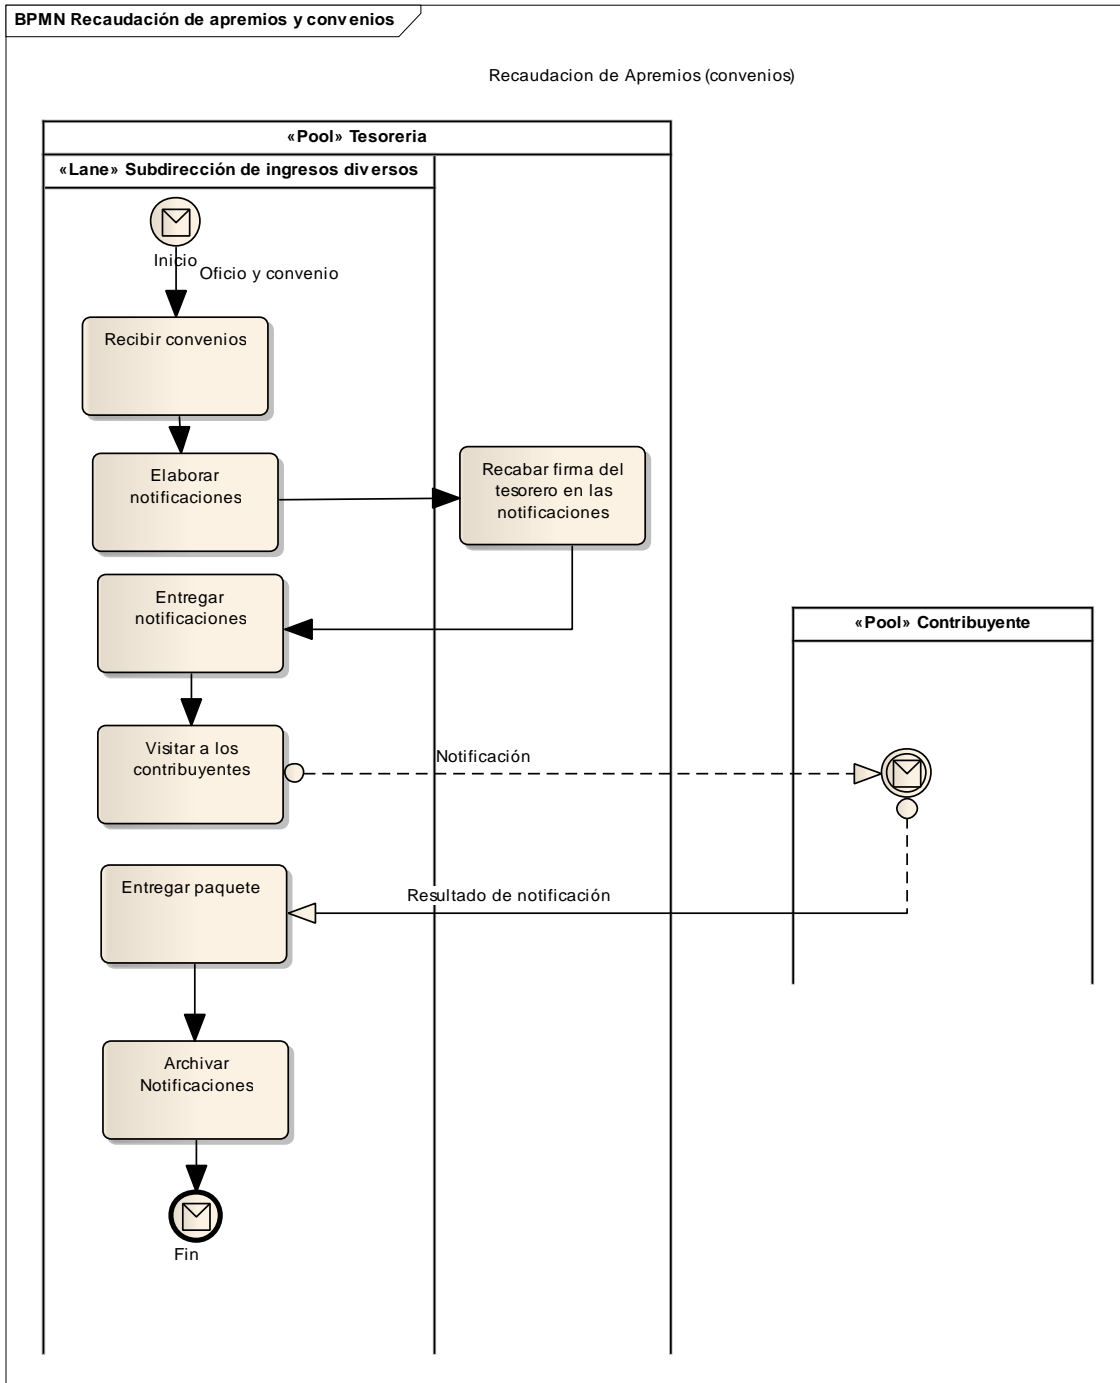 BPMN Recaudación de apremios y convenios
Recaudacion de Apremios (convenios)
«Pool» Tesoreria
«Lane» Subdirección de ingresos diversos
Inicio
Oficio y convenio
Recibir convenios
Elaborar
notificaciones
Recabar firma del
tesorero en las
notificaciones
Entregar
notificaciones
«Pool» Contribuyente
Visitar a los
contribuyentes
Notificación
Entregar paquete
Resultado de notificación
Archivar
Notificaciones
Fin